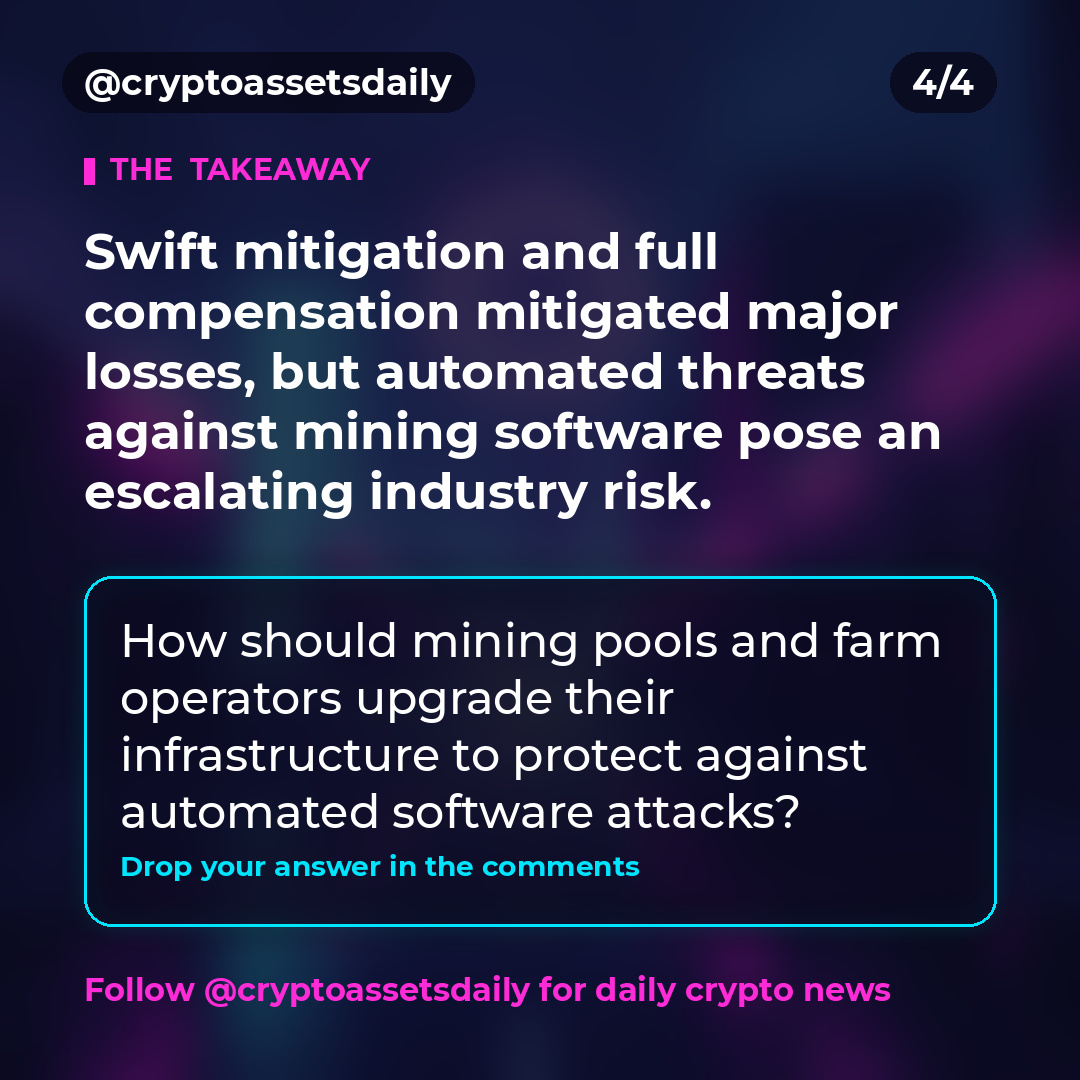 @cryptoassetsdaily
4/4
THE TAKEAWAY
Swift mitigation and full
compensation mitigated major
losses, but automated threats
against mining software pose an
escalating industry risk.
How should mining pools and farm
operators upgrade their
infrastructure to protect against
automated software attacks?
Drop your answer in the comments
Follow @cryptoassetsdaily for daily crypto news